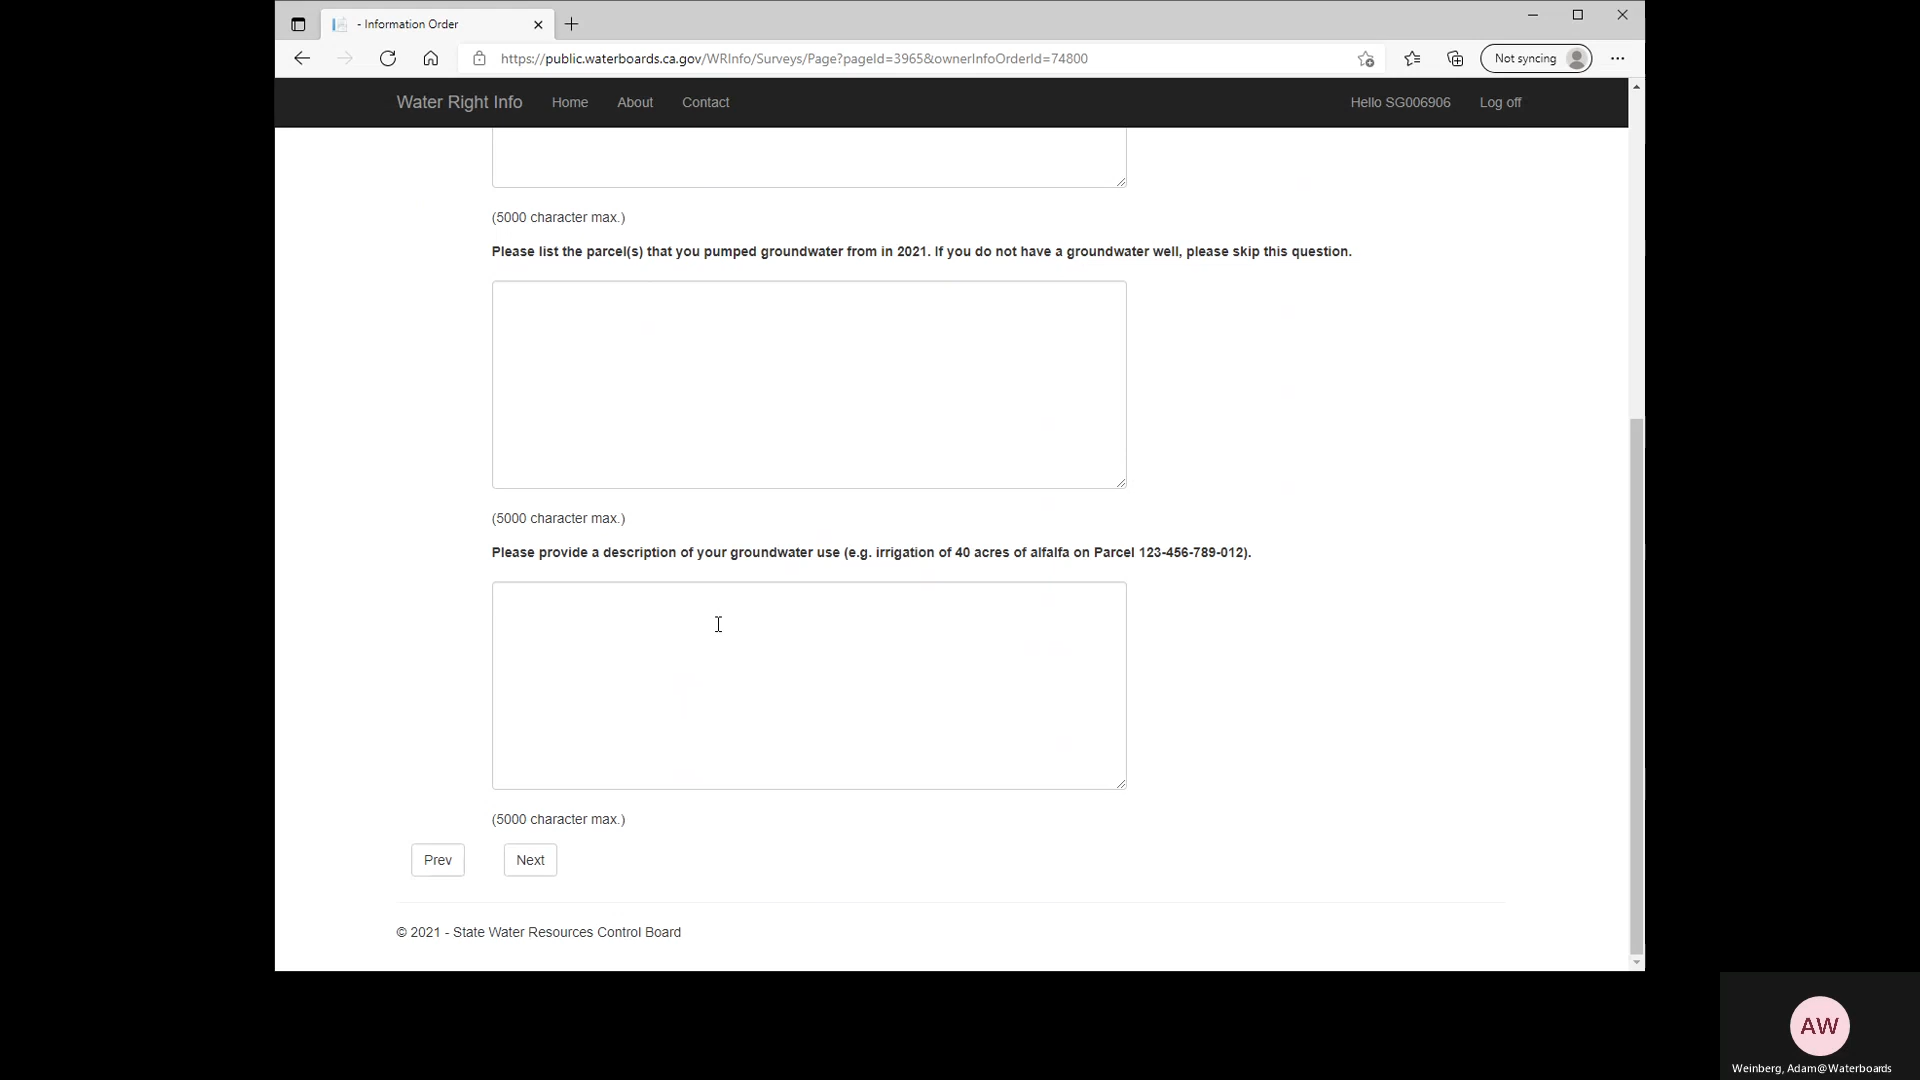 - Information Order
https://public.waterboards.ca.gov/WRInfo/Surveys/Page?pageId=3965&ownerInfoOrderId=74800
Not syncing
Water Right Info Home About Contact Hello SG006906 Log off
(5000 character max.)
Please list the parcel(s) that you pumped groundwater from in 2021. If you do not have a groundwater well, please skip this question.
(5000 character max.)
Please provide a description of your groundwater use (e.g. irrigation of 40 acres of alfalfa on Parcel 123-456-789-012).
(5000 character max.)
Prev Next
© 2021 - State Water Resources Control Board
AW
Weinberg, Adam@Waterboards